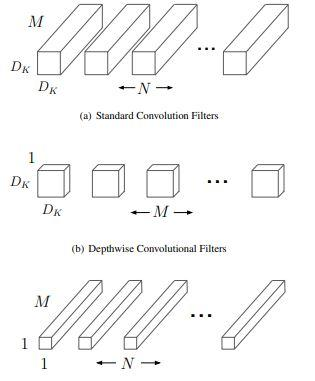 M
D_K
D_K
N
(a) Standard Convolution Filters
1
D_K
D_K
M
(b) Depthwise Convolutional Filters
M
1
1
N